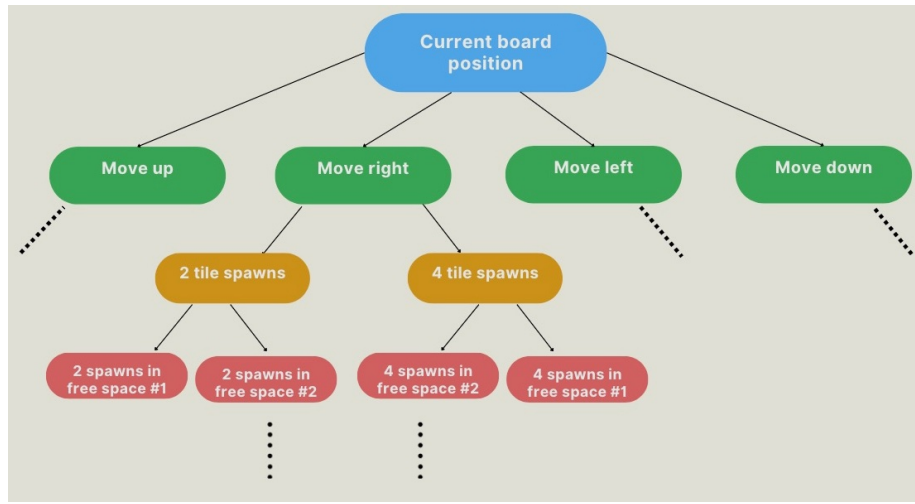 Current board
position
Move up
Move right
Move left
Move down
2 tile spawns
4 tile spawns
2 spawns in
free space #1
2 spawns in
free space #2
4 spawns in
free space #2
4 spawns in
free space #1